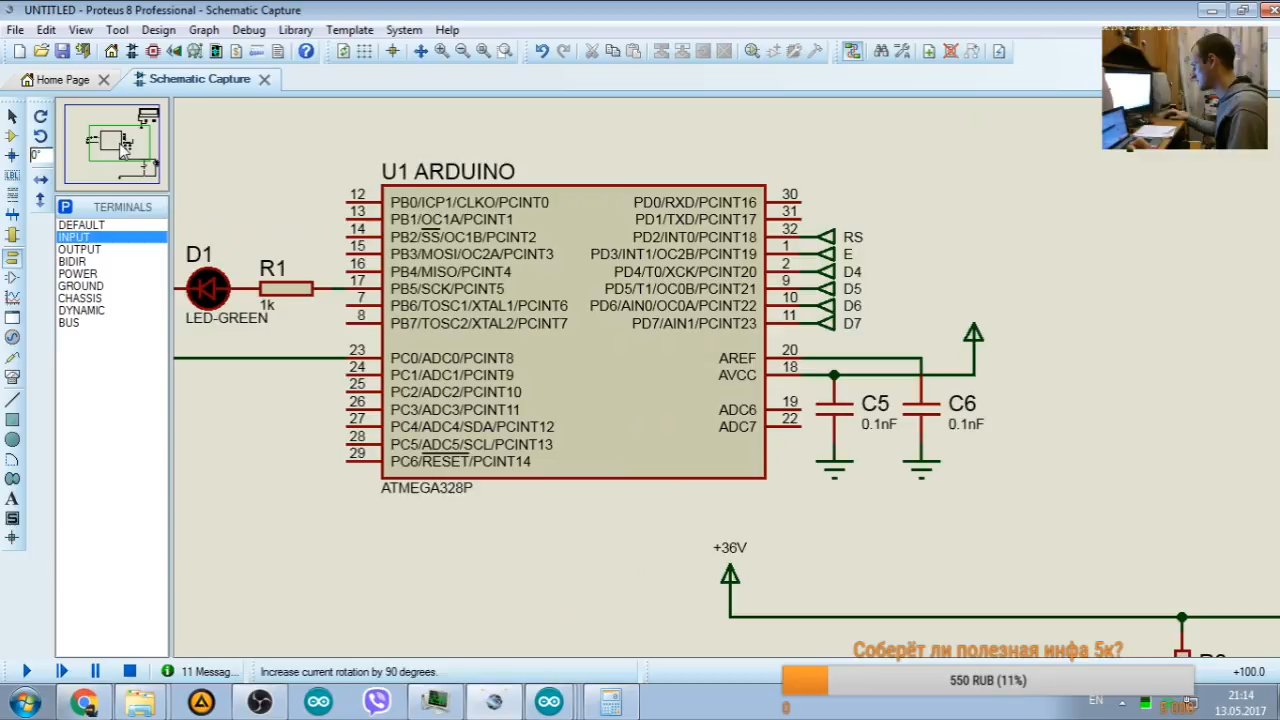 UNTITLED - Proteus 8 Professional - Schematic Capture
File Edit View Tool Design Graph Debug Library Template System Help
Home Page Schematic Capture
0°
TERMINALS
DEFAULT
INPUT
OUTPUT
BIDIR
POWER
GROUND
CHASSIS
DYNAMIC
BUS
U1 ARDUINO
12 PB0/ICP1/CLKO/PCINT0 PD0/RXD/PCINT16 30
13 PB1/OC1A/PCINT1 PD1/TXD/PCINT17 31
14 PB2/SS/OC1B/PCINT2 PD2/INT0/PCINT18 32 RS
15 PB3/MOSI/OC2A/PCINT3 PD3/INT1/OC2B/PCINT19 1 E
16 PB4/MISO/PCINT4 PD4/T0/XCK/PCINT20 2 D4
17 PB5/SCK/PCINT5 PD5/T1/OC0B/PCINT21 9 D5
7 PB6/TOSC1/XTAL1/PCINT6 PD6/AIN0/OC0A/PCINT22 10 D6
8 PB7/TOSC2/XTAL2/PCINT7 PD7/AIN1/PCINT23 11 D7
D1
R1
1k
LED-GREEN
23 PC0/ADC0/PCINT8 AREF 20
24 PC1/ADC1/PCINT9 AVCC 18
25 PC2/ADC2/PCINT10
26 PC3/ADC3/PCINT11 ADC6 19
27 PC4/ADC4/SDA/PCINT12 ADC7 22
28 PC5/ADC5/SCL/PCINT13
29 PC6/RESET/PCINT14
C5
0.1nF
C6
0.1nF
ATMEGA328P
+36V
Соберёт ли полезная инфа 5к?
550 RUB (11%)
0
11 Messag... Increase current rotation by 90 degrees. +100.0
EN 21:14
13.05.2017